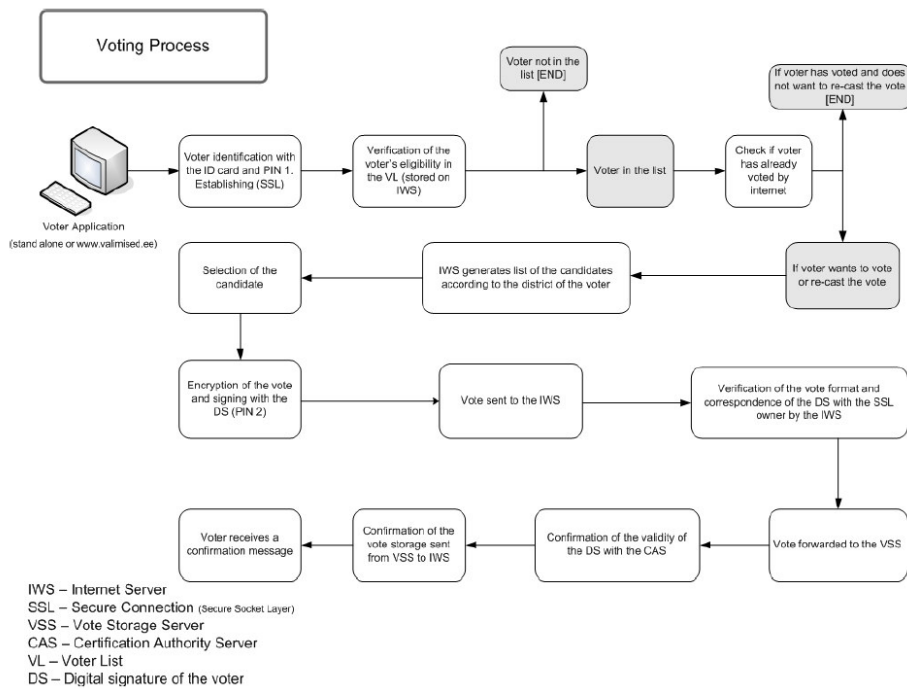 Voting Process
Voter not in the
list [END]
If voter has voted and does
not want to re-cast the vote
[END]
Voter identification with
the ID card and PIN 1.
Establishing (SSL)
Verification of the
voter's eligibility in
the VL (stored on
IWS)
Voter in the list
Check if voter
has already
voted by
internet
Voter Application
(stand alone or www.valimised.ee)
If voter wants to vote
or re-cast the vote
IWS generates list of the candidates
according to the district of the voter
Selection of the
candidate
Encryption of the vote
and signing with the
DS (PIN 2)
Vote sent to the IWS
Verification of the vote format and
correspondence of the DS with the SSL
owner by the IWS
Vote forwarded to the VSS
Confirmation of the validity of
the DS with the CAS
Confirmation of the
vote storage sent
from VSS to IWS
Voter receives a
confirmation message
IWS – Internet Server
SSL – Secure Connection (Secure Socket Layer)
VSS – Vote Storage Server
CAS – Certification Authority Server
VL – Voter List
DS – Digital signature of the voter